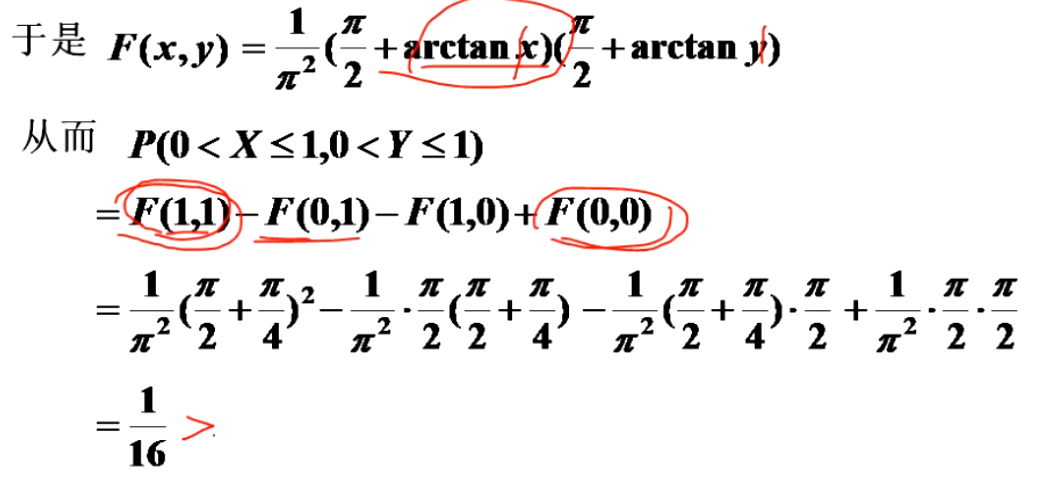 于是 F(x,y) = 1/π² (π/2 + arctan x)(π/2 + arctan y)
从而 P(0 < X ≤ 1,0 < Y ≤ 1)
= F(1,1) − F(0,1) − F(1,0) + F(0,0)
= 1/π² (π/2 + π/4)² − 1/π² · π/2 (π/2 + π/4) − 1/π² (π/2 + π/4) · π/2 + 1/π² · π/2 · π/2
= 1/16